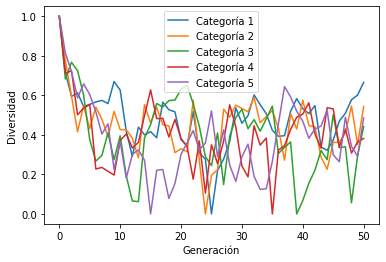 1.0
0.8
0.6
0.4
0.2
0.0
Diversidad
Categoría 1
Categoría 2
Categoría 3
Categoría 4
Categoría 5
0
10
20
30
40
50
Generación